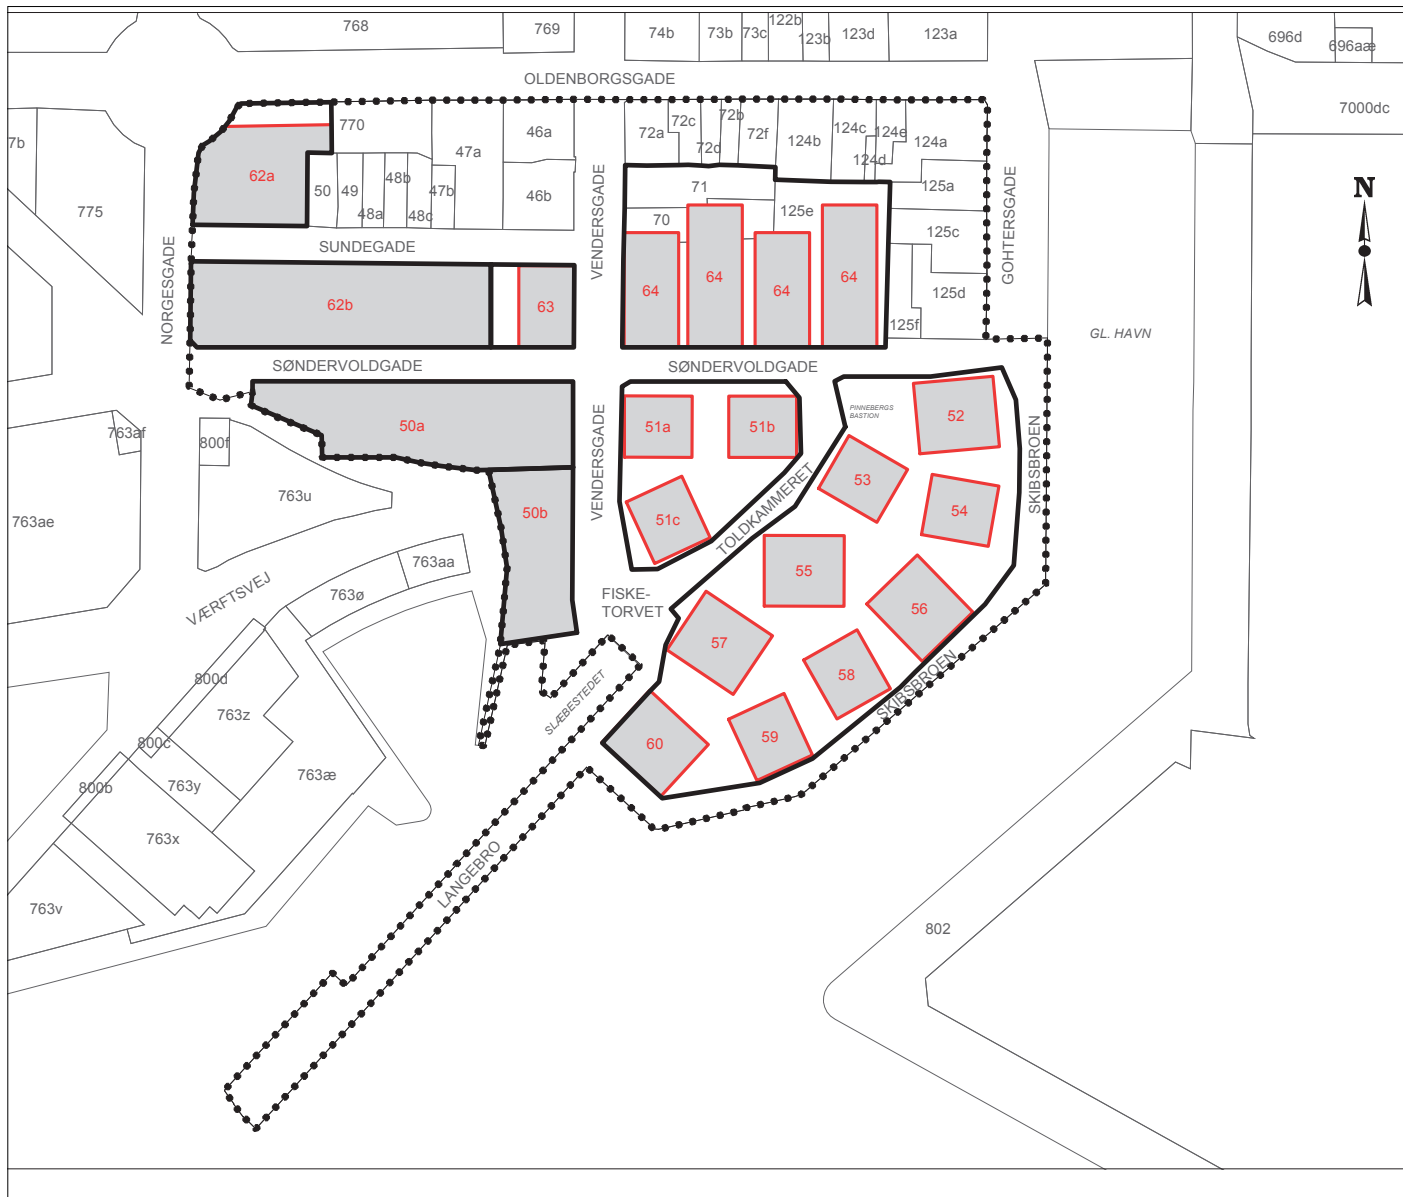 768
769
74b
73b
73c
122b
123b
123d
123a
696d
696aæ
OLDENBORGSGADE
7000dc
7b
775
62a
770
50
49
48a
48b
48c
47a
47b
46a
46b
72a
72c
72d
72b
72f
124b
124c
124d
124e
124a
125a
71
70
125e
125c
125d
125f
N
NORGESGADE
SUNDEGADE
VENDERSGADE
GOHTERSGADE
62b
63
64
64
64
64
GL. HAVN
SØNDERVOLDGADE
SØNDERVOLDGADE
50a
51a
51b
51c
PINNEBERGS
BASTION
52
53
54
55
56
57
58
59
60
VENDERSGADE
TOLDKAMMERET
SKIBSBROEN
763af
800f
763u
763ae
50b
763aa
763ø
VÆRFTSVEJ
FISKE-
TORVET
SLÆBESTEDET
SKIBSBROEN
800d
763z
800c
763æ
800b
763y
763x
763v
LANGEBRO
802